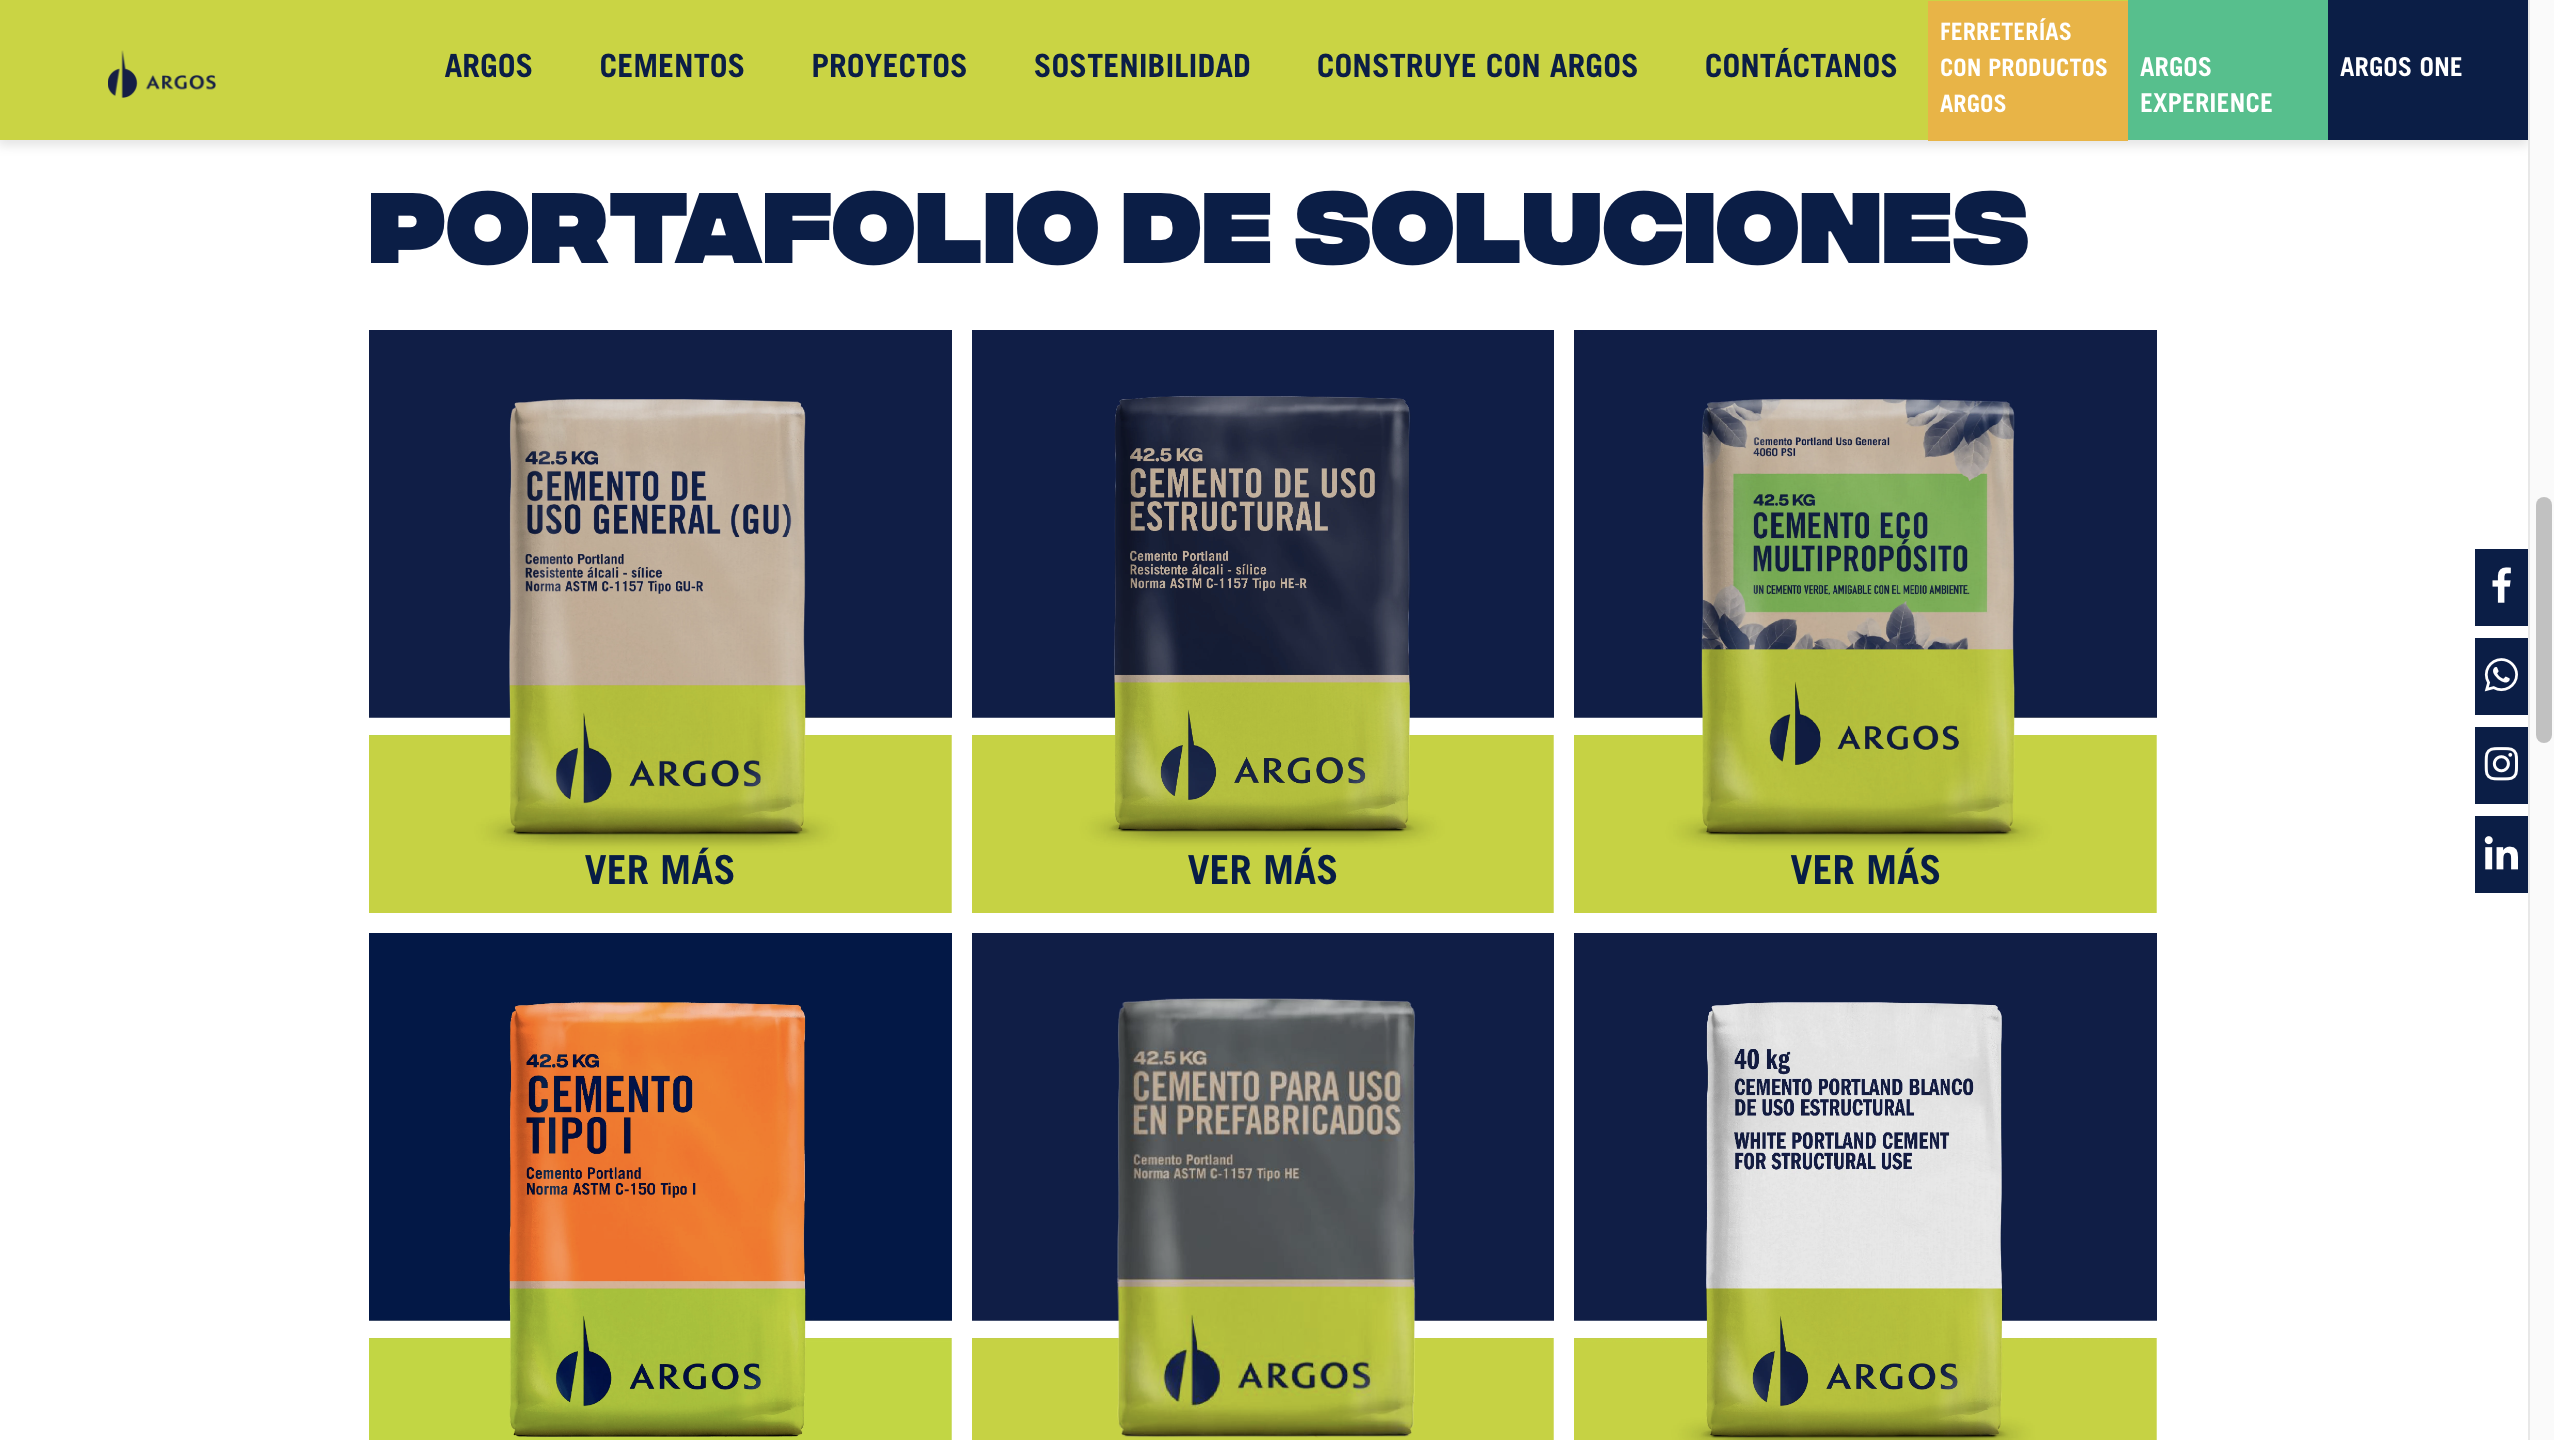 ARGOS
ARGOS
CEMENTOS
PROYECTOS
SOSTENIBILIDAD
CONSTRUYE CON ARGOS
CONTÁCTANOS
FERRETERÍAS
CON PRODUCTOS
ARGOS
ARGOS
EXPERIENCE
ARGOS ONE
PORTAFOLIO DE SOLUCIONES
42.5 KG
CEMENTO DE
USO GENERAL (GU)
Cemento Portland
Resistente álcali - sílice
Norma ASTM C-1157 Tipo GU-R
ARGOS
VER MÁS
42.5 KG
CEMENTO DE USO
ESTRUCTURAL
Cemento Portland
Resistente álcali - sílice
Norma ASTM C-1157 Tipo HE-R
ARGOS
VER MÁS
Cemento Portland Uso General
4060 PSI
42.5 KG
CEMENTO ECO
MULTIPROPÓSITO
UN CEMENTO VERDE, AMIGABLE CON EL MEDIO AMBIENTE.
ARGOS
VER MÁS
42.5 KG
CEMENTO
TIPO I
Cemento Portland
Norma ASTM C-150 Tipo I
ARGOS
42.5 KG
CEMENTO PARA USO
EN PREFABRICADOS
Cemento Portland
Norma ASTM C-1157 Tipo HE
ARGOS
40 kg
CEMENTO PORTLAND BLANCO
DE USO ESTRUCTURAL
WHITE PORTLAND CEMENT
FOR STRUCTURAL USE
ARGOS